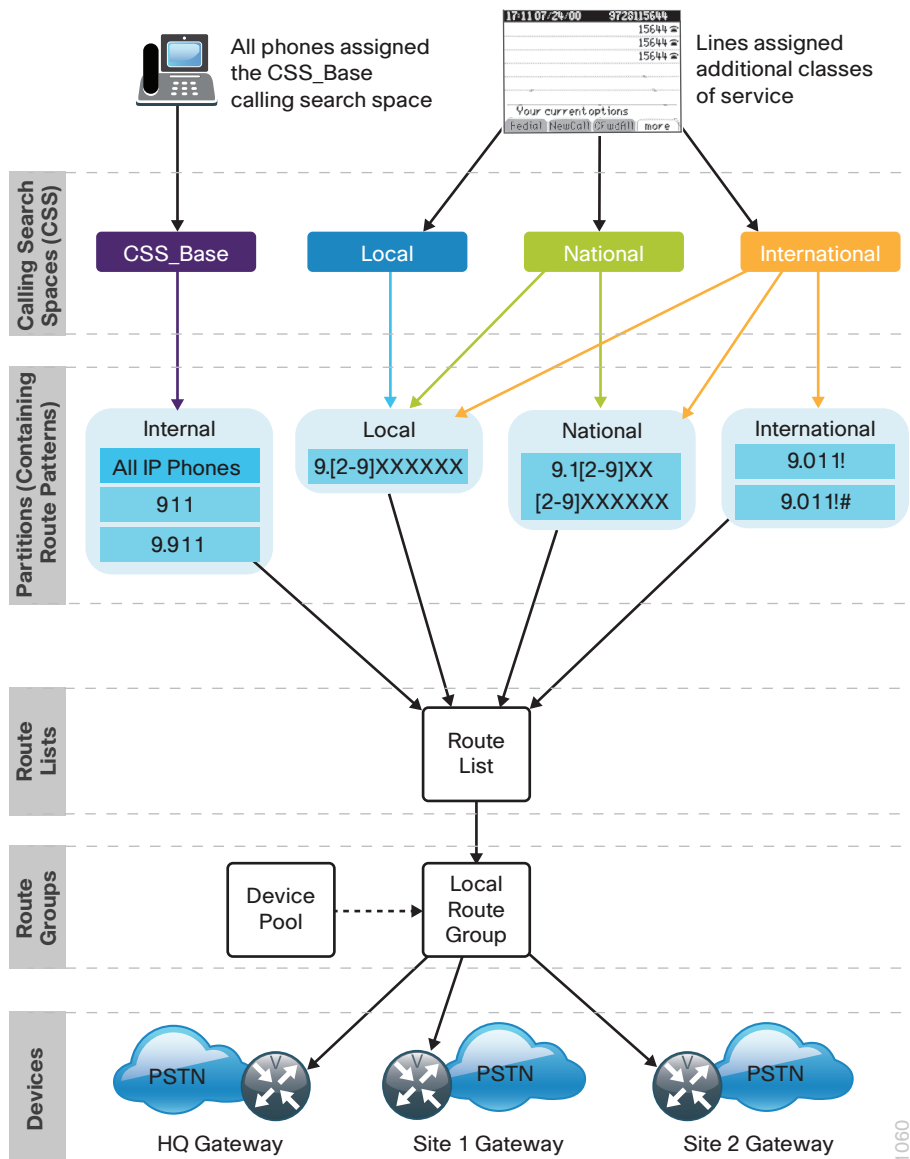 17:11 07/24/00 9728115644
15644
15644
15644
Your current options
Redial NewCall CFwdAll more
All phones assigned
the CSS_Base
calling search space
Lines assigned
additional classes
of service
Calling Search
Spaces (CSS)
CSS_Base
Local
National
International
Partitions (Containing
Route Patterns)
Internal
All IP Phones
911
9.911
Local
9.[2-9]XXXXXX
National
9.1[2-9]XX
[2-9]XXXXXX
International
9.011!
9.011!#
Route
Lists
Route
List
Route
Groups
Device
Pool
Local
Route
Group
Devices
PSTN
V
HQ Gateway
V
PSTN
Site 1 Gateway
V
PSTN
Site 2 Gateway
1060